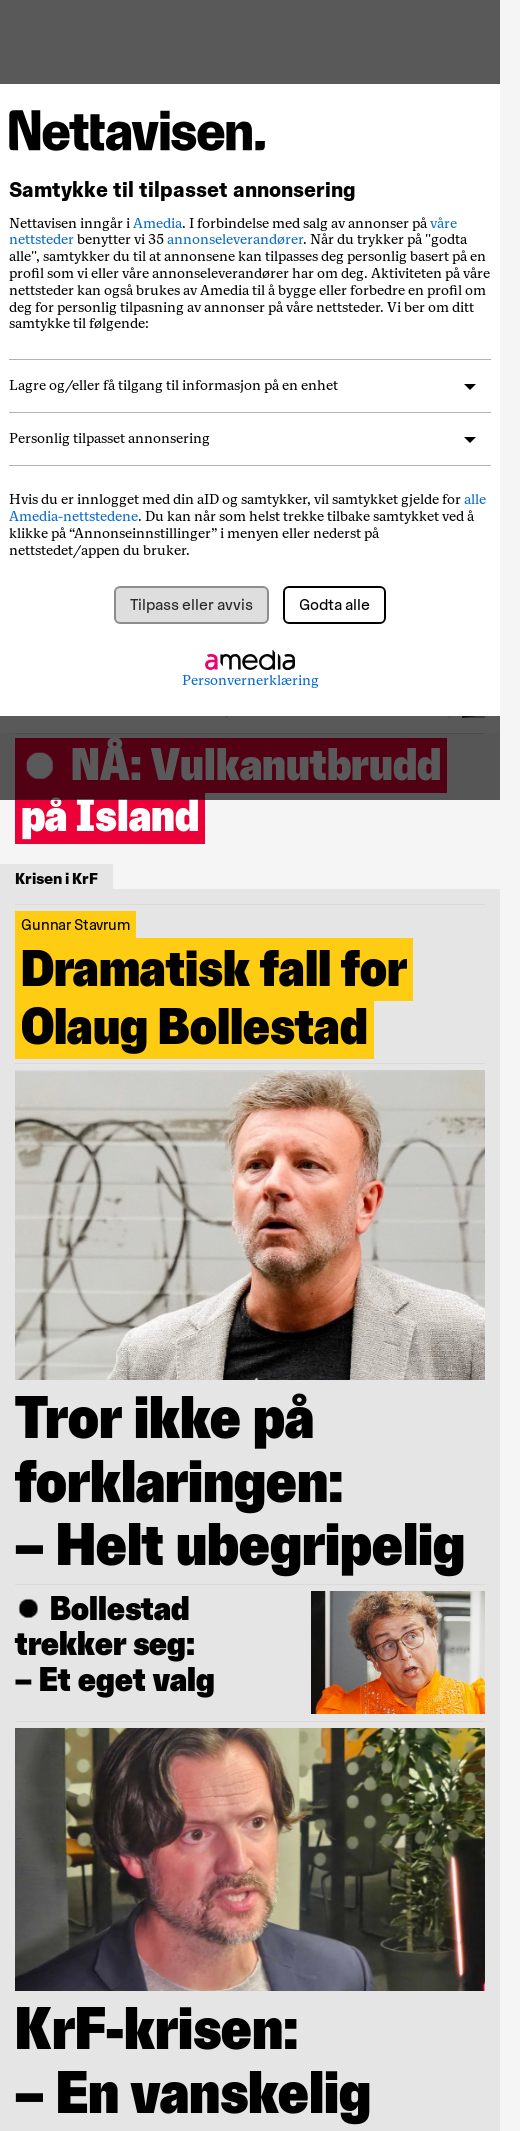 Nettavisen.
Samtykke til tilpasset annonsering
Nettavisen inngår i Amedia. I forbindelse med salg av annonser på våre
nettsteder benytter vi 35 annonseleverandører. Når du trykker på "godta
alle", samtykker du til at annonsene kan tilpasses deg personlig basert på en
profil som vi eller våre annonseleverandører har om deg. Aktiviteten på våre
nettsteder kan også brukes av Amedia til å bygge eller forbedre en profil om
deg for personlig tilpasning av annonser på våre nettsteder. Vi ber om ditt
samtykke til følgende:
Lagre og/eller få tilgang til informasjon på en enhet
Personlig tilpasset annonsering
Hvis du er innlogget med din aID og samtykker, vil samtykket gjelde for alle
Amedia-nettstedene. Du kan når som helst trekke tilbake samtykket ved å
klikke på “Annonseinnstillinger” i menyen eller nederst på
nettstedet/appen du bruker.
Tilpass eller avvis
Godta alle
amedia
Personvernerklæring
NÅ: Vulkanutbrudd
på Island
Krisen i KrF
Gunnar Stavrum
Dramatisk fall for
Olaug Bollestad
Tror ikke på
forklaringen:
– Helt ubegripelig
Bollestad
trekker seg:
– Et eget valg
KrF-krisen:
– En vanskelig